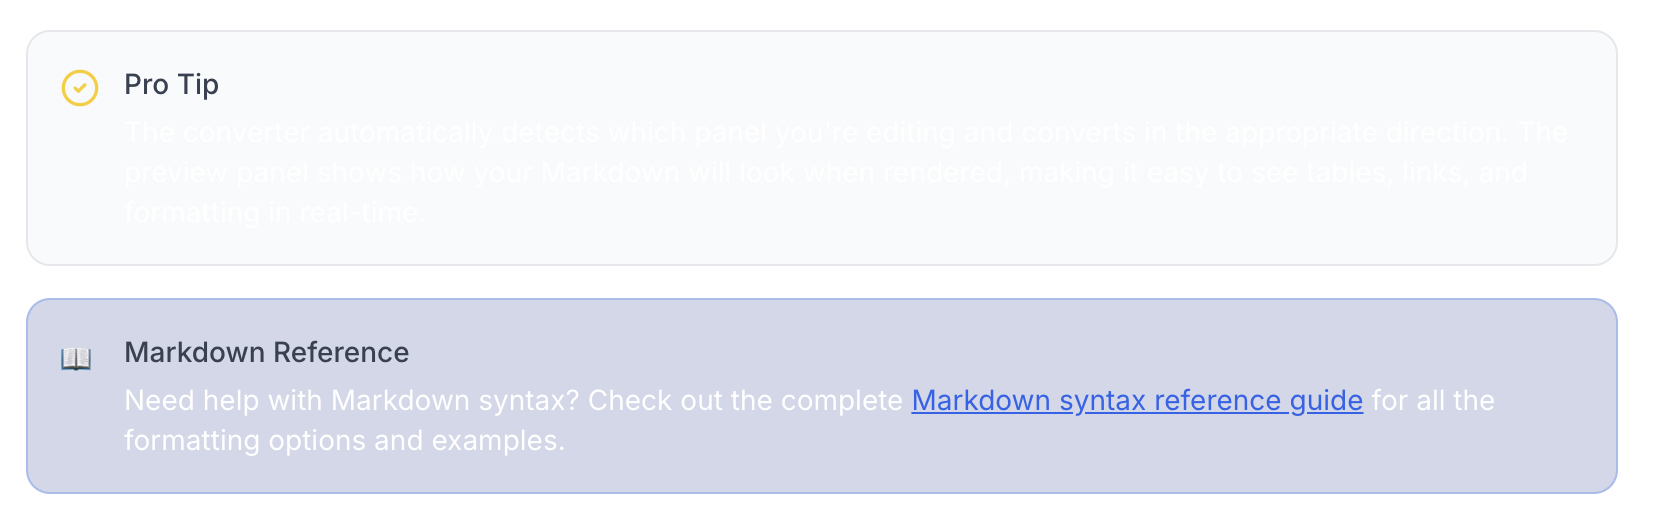 Pro Tip
The converter automatically detects which panel you're editing and converts in the appropriate direction. The
preview panel shows how your Markdown will look when rendered, making it easy to see tables, links, and
formatting in real-time.
Markdown Reference
Need help with Markdown syntax? Check out the complete Markdown syntax reference guide for all the
formatting options and examples.